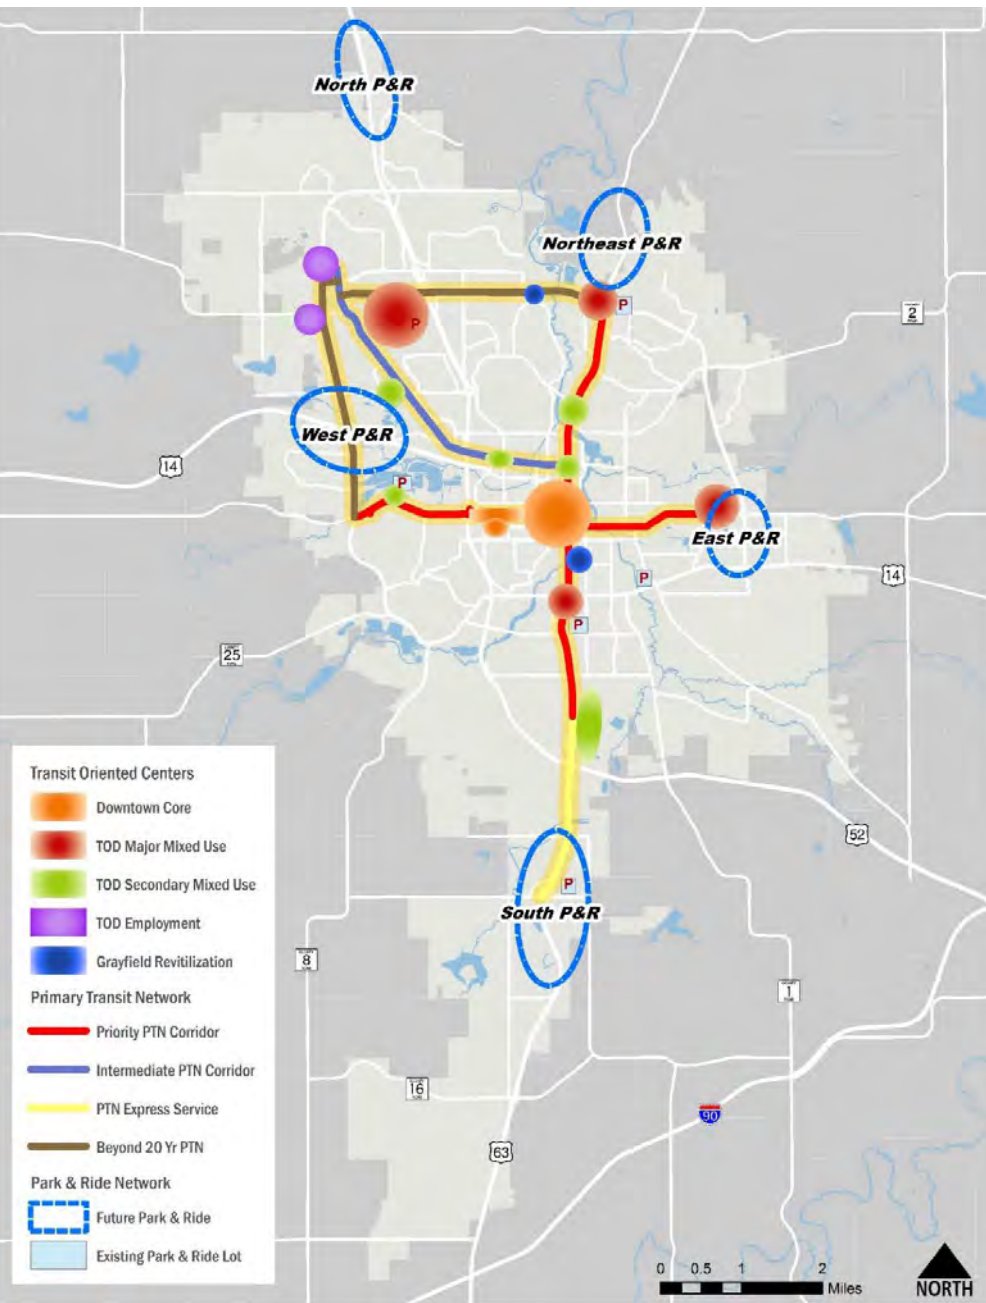 North P&R
Northeast P&R
P
P
2
West P&R
14
P
East P&R
P
14
P
25
Transit Oriented Centers
Downtown Core
TOD Major Mixed Use
TOD Secondary Mixed Use
TOD Employment
Grayfield Revitilization
Primary Transit Network
Priority PTN Corridor
Intermediate PTN Corridor
PTN Express Service
Beyond 20 Yr PTN
Park & Ride Network
Future Park & Ride
Existing Park & Ride Lot
52
P
South P&R
8
1
16
90
63
0 0.5 1 2
Miles
NORTH